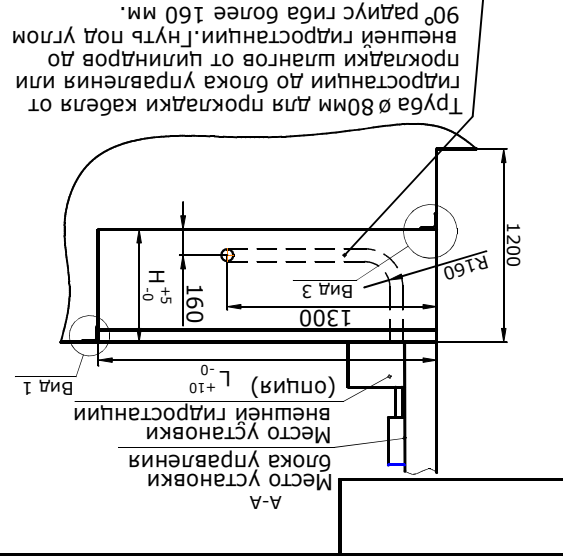 А-А
Место установки
блока управления
Место установки
внешней гидростанции
(опция)
L +10 -0
Вид 1
1300
Вид 3
R160
160
H +5 -0
1200
Труба ⌀80мм для прокладки кабеля от
гидростанции до блока управления или
прокладки шлангов от цилиндров до
внешней гидростанции.Гнуть под углом
90° радиус гиба более 160 мм.